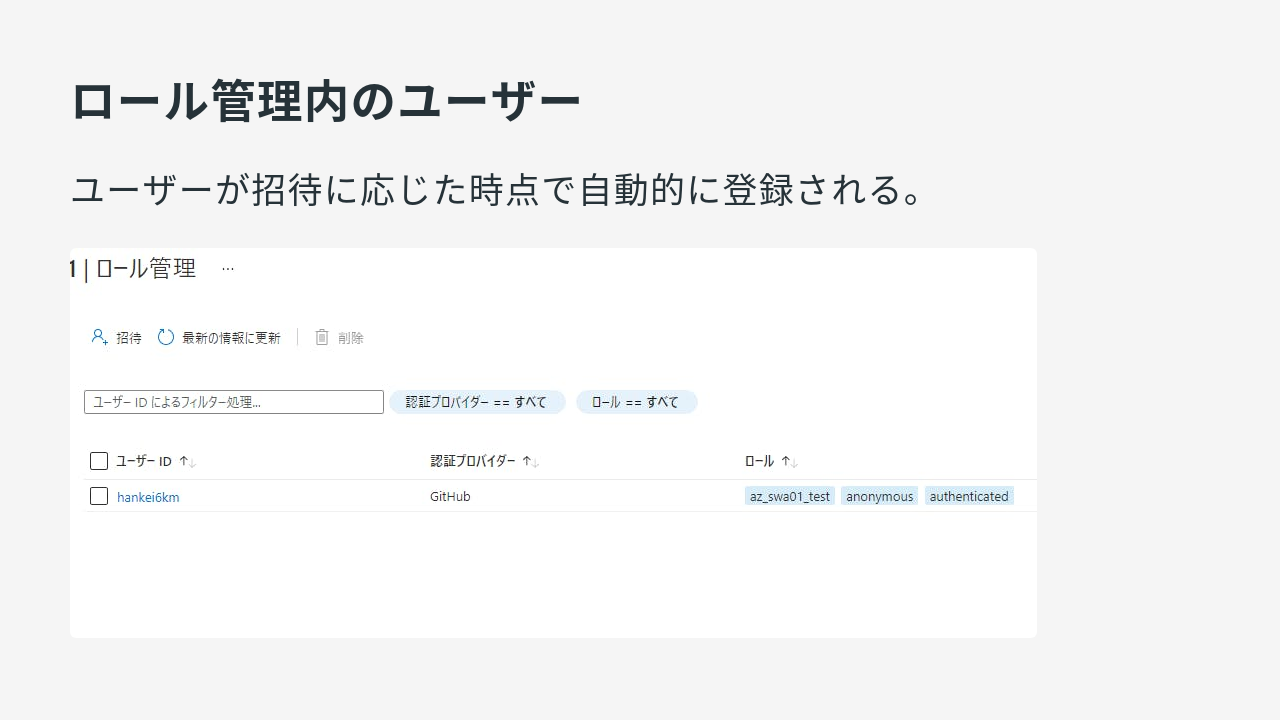 ロール管理内のユーザー
ユーザーが招待に応じた時点で自動的に登録される。
1 | ロール管理 …
招待 最新の情報に更新 削除
ユーザー ID によるフィルター処理... 認証プロバイダー == すべて ロール == すべて
ユーザー ID ↑↓ 認証プロバイダー ↑↓ ロール ↑↓
hankei6km GitHub az_swa01_test anonymous authenticated